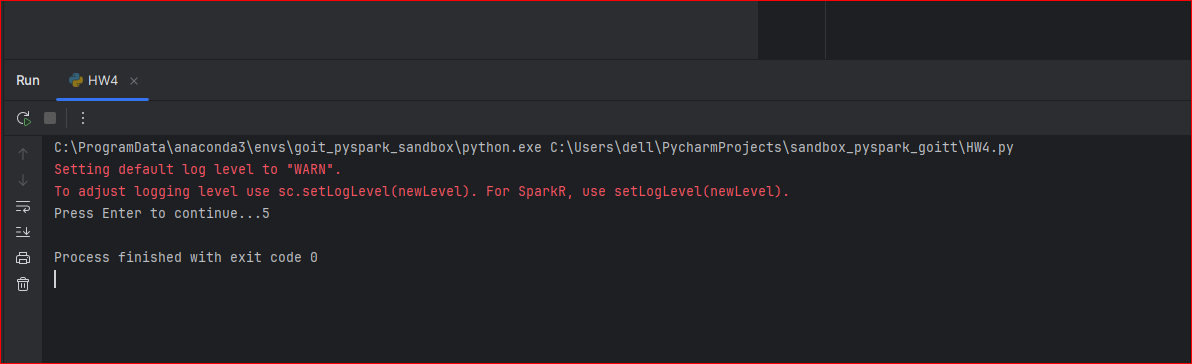 Run
HW4
C:\ProgramData\anaconda3\envs\goit_pyspark_sandbox\python.exe C:\Users\dell\PycharmProjects\sandbox_pyspark_goitt\HW4.py
Setting default log level to "WARN".
To adjust logging level use sc.setLogLevel(newLevel). For SparkR, use setLogLevel(newLevel).
Press Enter to continue...5
Process finished with exit code 0